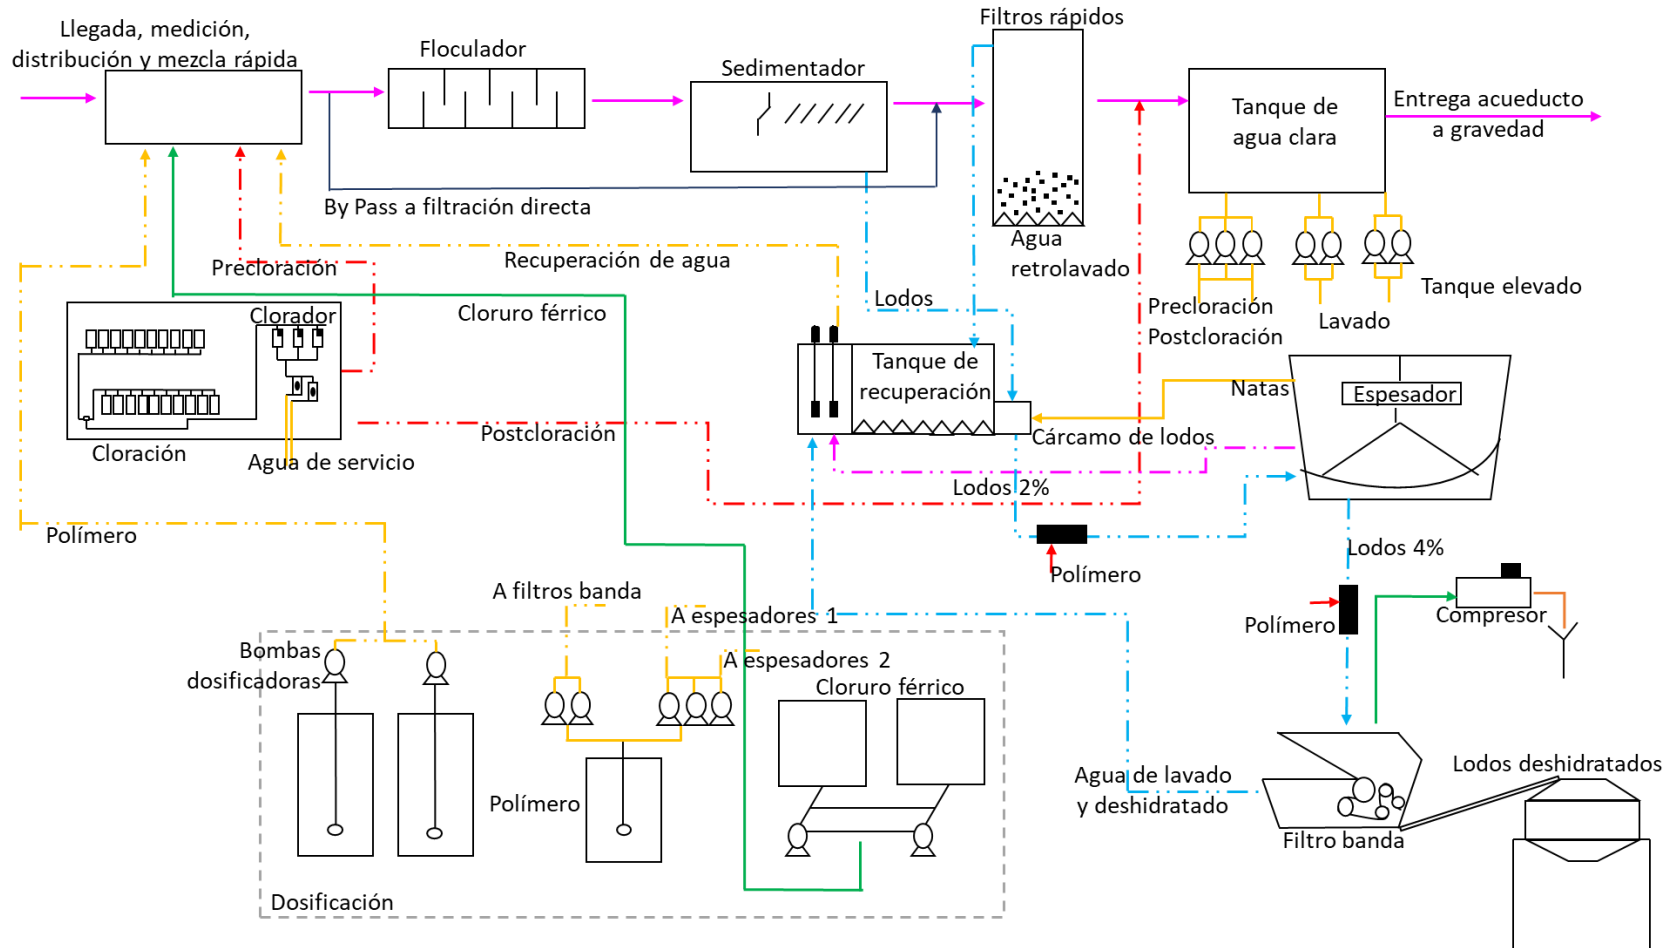 Llegada, medición,
distribución y mezcla rápida
Floculador
Sedimentador
Filtros rápidos
Tanque de
agua clara
Entrega acueducto
a gravedad
By Pass a filtración directa
Agua
retrolavado
Precloración
Recuperación de agua
Precloración
Postcloración
Lavado
Tanque elevado
Cloruro férrico
Lodos
Clorador
Tanque de
recuperación
Natas
Espesador
Cloración
Agua de servicio
Postcloración
Cárcamo de lodos
Lodos 2%
Polímero
Polímero
Lodos 4%
Polímero
Compresor
A filtros banda
A espesadores 1
A espesadores 2
Bombas
dosificadoras
Cloruro férrico
Polímero
Agua de lavado
y deshidratado
Lodos deshidratados
Filtro banda
Dosificación